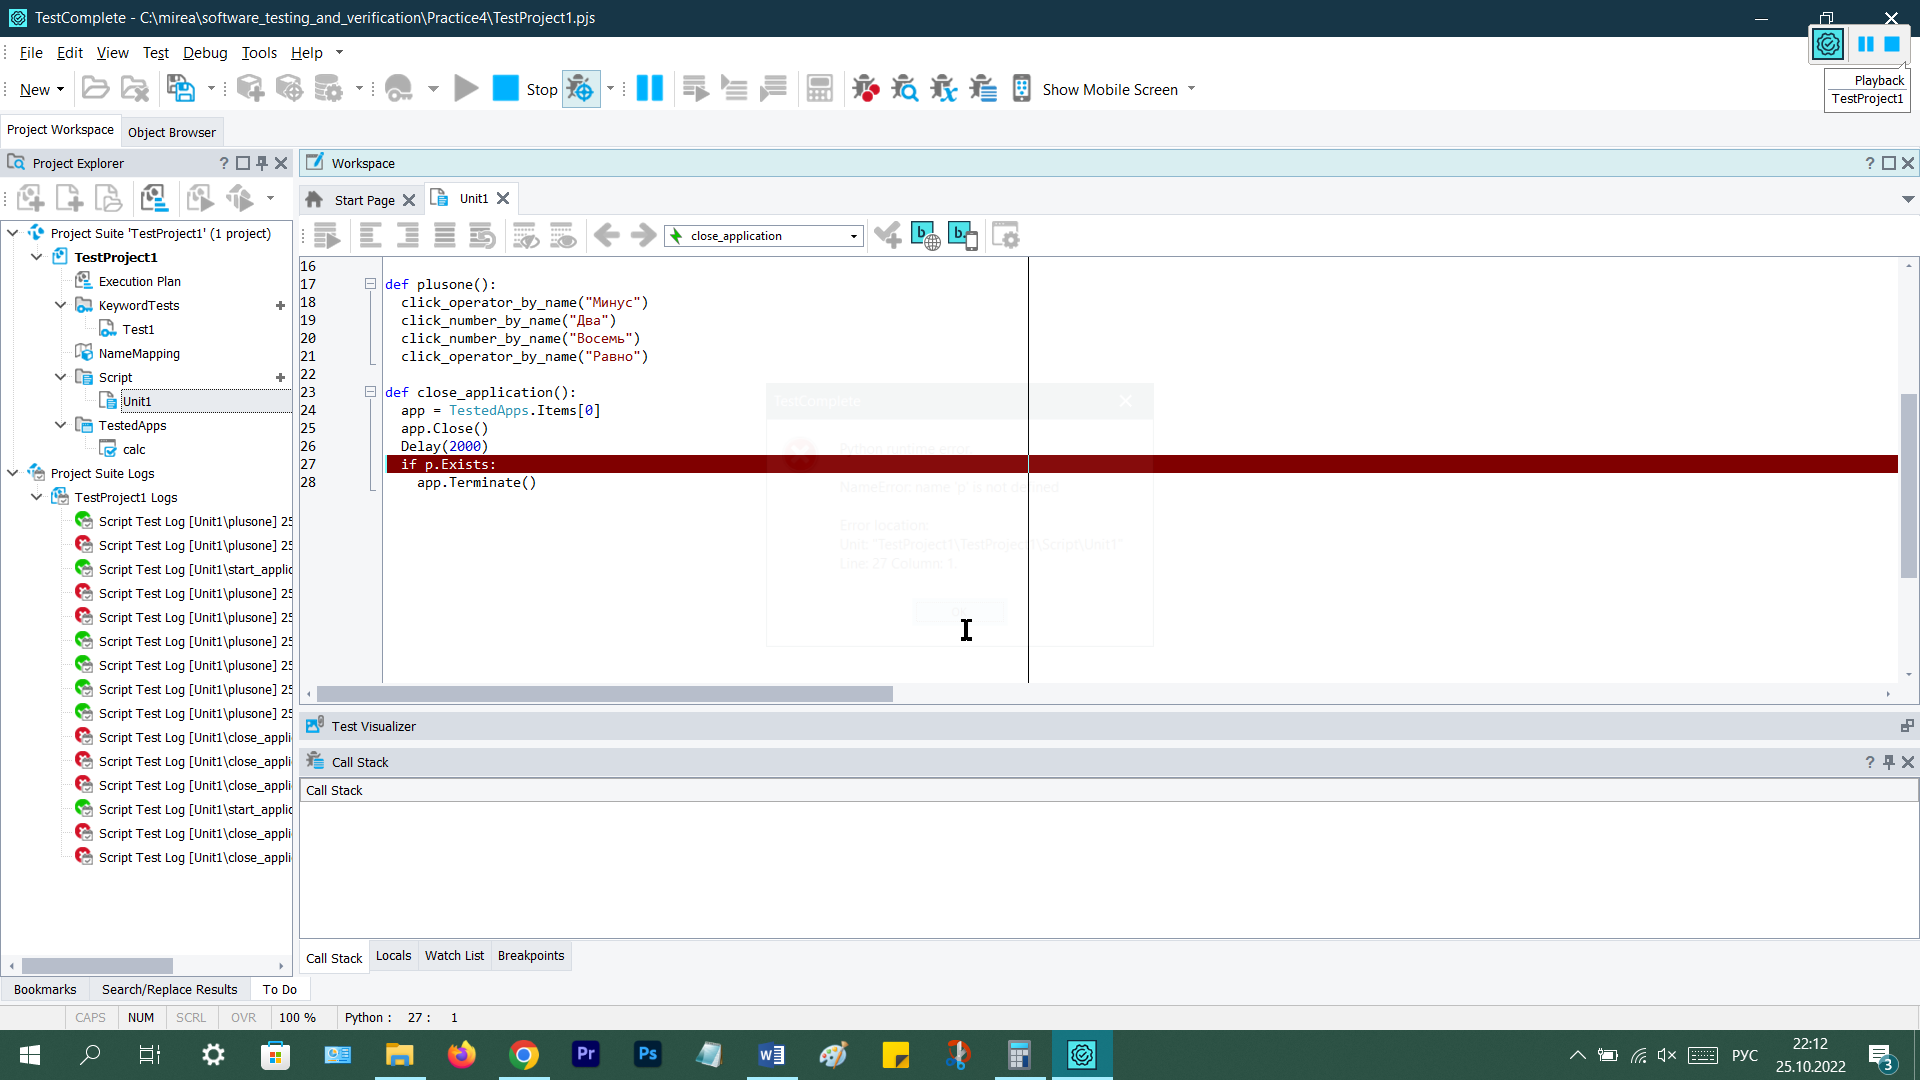 TestComplete - C:\mirea\software_testing_and_verification\Practice4\TestProject1.pjs
File Edit View Test Debug Tools Help
New Stop Show Mobile Screen
Playback
TestProject1
Project Workspace Object Browser
Project Explorer
Workspace
Start Page Unit1
close_application
Project Suite 'TestProject1' (1 project)
TestProject1
Execution Plan
KeywordTests
Test1
NameMapping
Script
Unit1
TestedApps
calc
Project Suite Logs
TestProject1 Logs
Script Test Log [Unit1\plusone] 25
Script Test Log [Unit1\plusone] 25
Script Test Log [Unit1\start_applic
Script Test Log [Unit1\plusone] 25
Script Test Log [Unit1\plusone] 25
Script Test Log [Unit1\plusone] 25
Script Test Log [Unit1\plusone] 25
Script Test Log [Unit1\plusone] 25
Script Test Log [Unit1\plusone] 25
Script Test Log [Unit1\close_appli
Script Test Log [Unit1\close_appli
Script Test Log [Unit1\close_appli
Script Test Log [Unit1\start_applic
Script Test Log [Unit1\close_appli
Script Test Log [Unit1\close_appli
16
17 def plusone():
18 click_operator_by_name("Минус")
19 click_number_by_name("Два")
20 click_number_by_name("Восемь")
21 click_operator_by_name("Равно")
22
23 def close_application():
24 app = TestedApps.Items[0]
25 app.Close()
26 Delay(2000)
27 if p.Exists:
28 app.Terminate()
TestComplete
Python runtime error.
NameError: name 'p' is not defined
Error location:
Unit: "TestProject1\TestProject1\Script\Unit1"
Line: 27 Column: 1.
Test Visualizer
Call Stack
Call Stack
Call Stack Locals Watch List Breakpoints
Bookmarks Search/Replace Results To Do
CAPS NUM SCRL OVR 100 % Python : 27 : 1
Pr Ps
РУС
22:12
25.10.2022
3